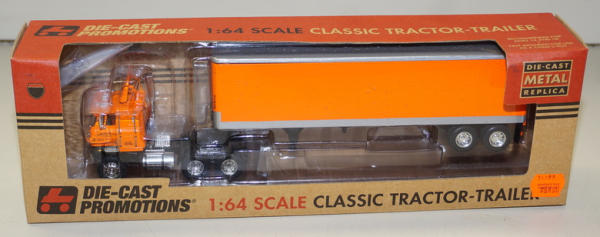 DIE-CAST
PROMOTIONS
1:64 SCALE CLASSIC TRACTOR-TRAILER
DIE-CAST
METAL
REPLICA
DIE-CAST
PROMOTIONS®
1:64 SCALE CLASSIC TRACTOR-TRAILER